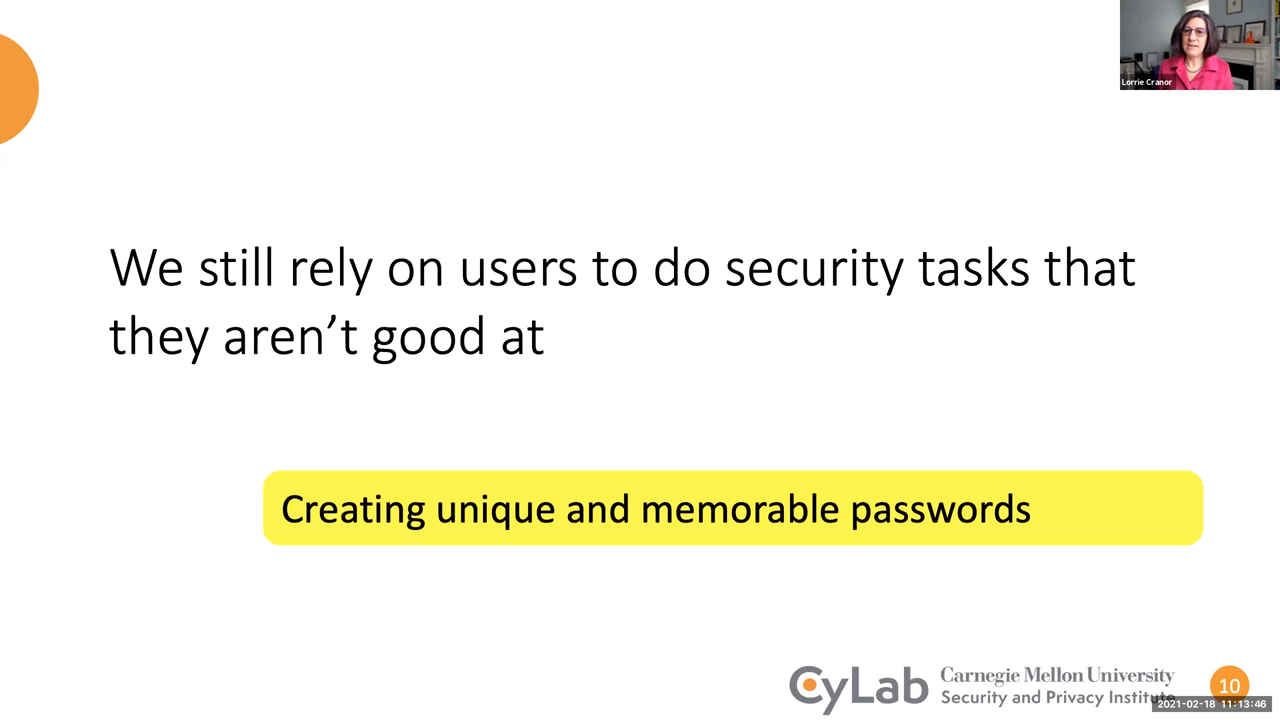 Lorrie Cranor
We still rely on users to do security tasks that
they aren’t good at
Creating unique and memorable passwords
CyLab
Carnegie Mellon University
Security and Privacy Institute
10
2021-02-18 11:13:46